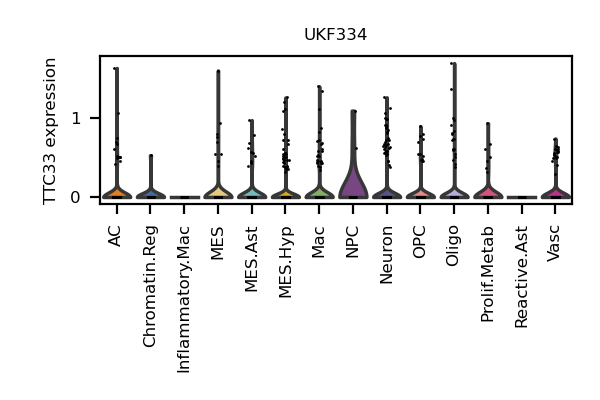 UKF334
TTC33 expression
1
0
AC
Chromatin.Reg
Inflammatory.Mac
MES
MES.Ast
MES.Hyp
Mac
NPC
Neuron
OPC
Oligo
Prolif.Metab
Reactive.Ast
Vasc